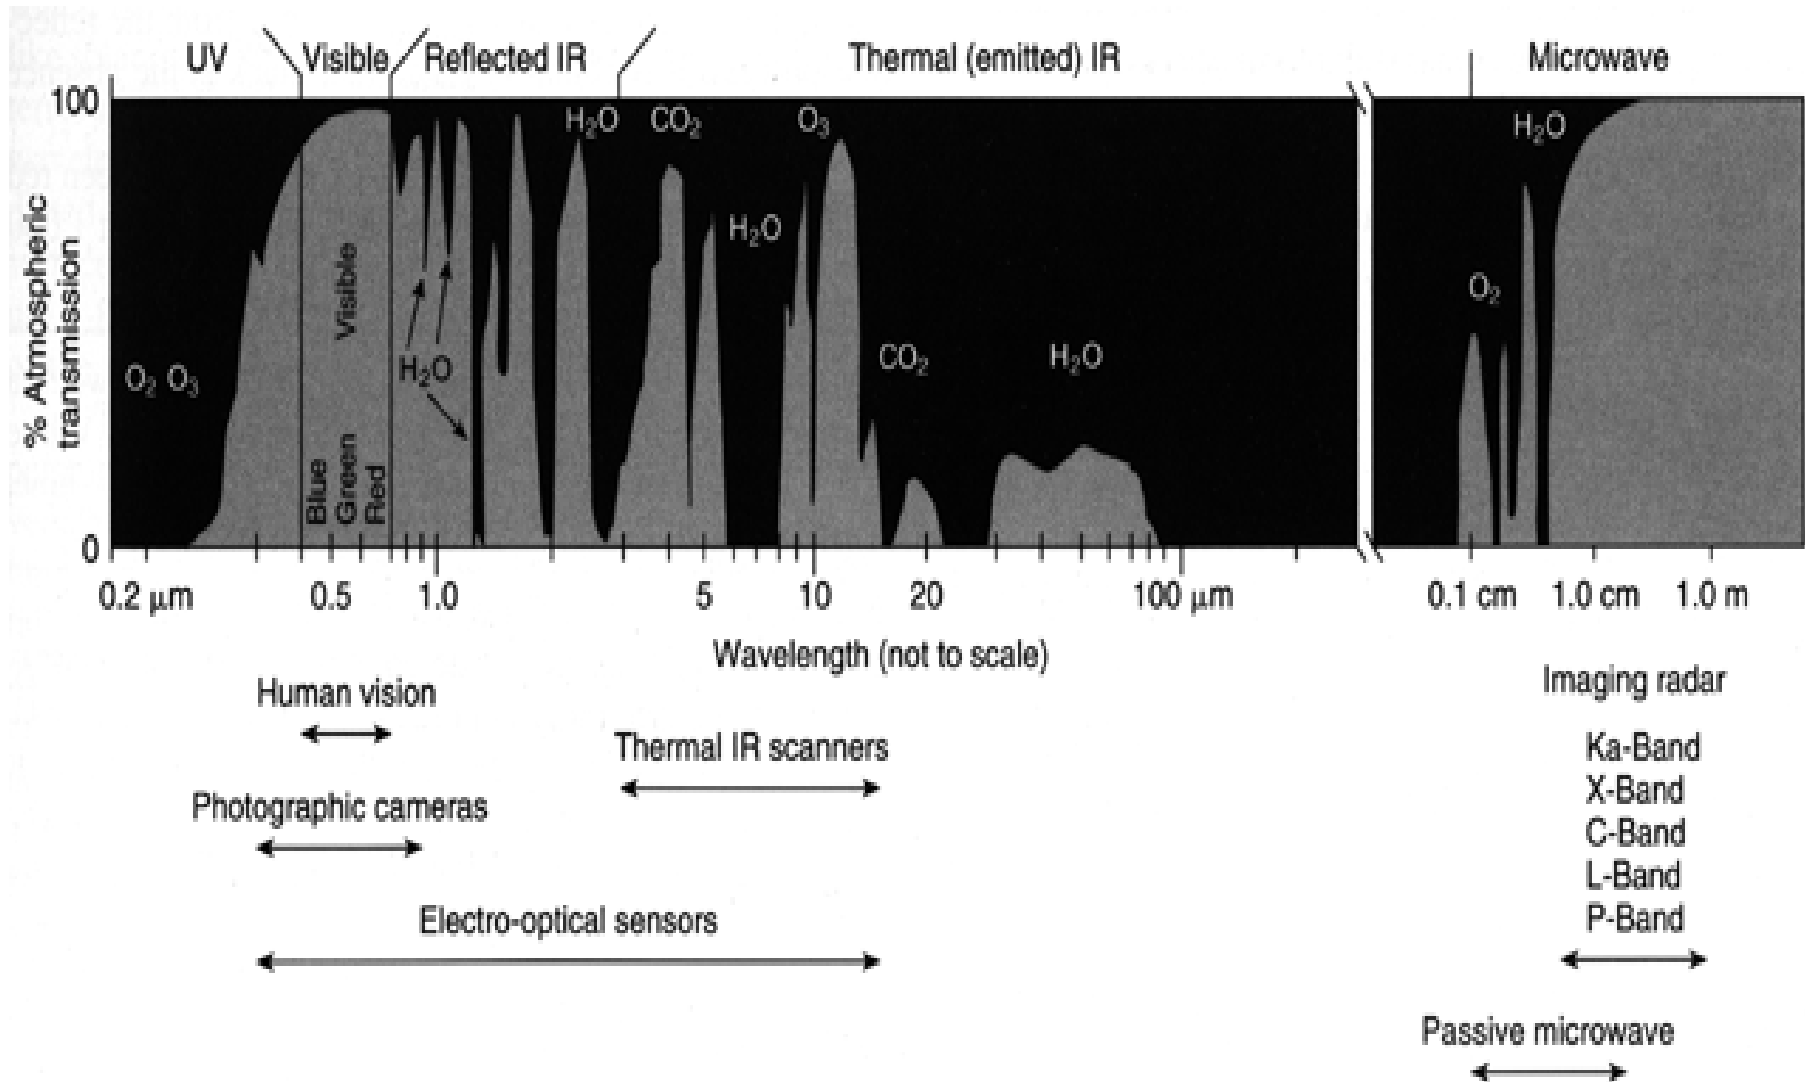 UV Visible Reflected IR Thermal (emitted) IR Microwave
100
H₂O CO₂ O₃ H₂O
H₂O
O₂
% Atmospheric
transmission
Visible
O₂ O₃ H₂O CO₂ H₂O
Blue
Green
Red
0
0.2 μm 0.5 1.0 5 10 20 100 μm 0.1 cm 1.0 cm 1.0 m
Wavelength (not to scale)
Imaging radar
Human vision
Thermal IR scanners
Ka-Band
X-Band
Photographic cameras
C-Band
L-Band
Electro-optical sensors
P-Band
Passive microwave